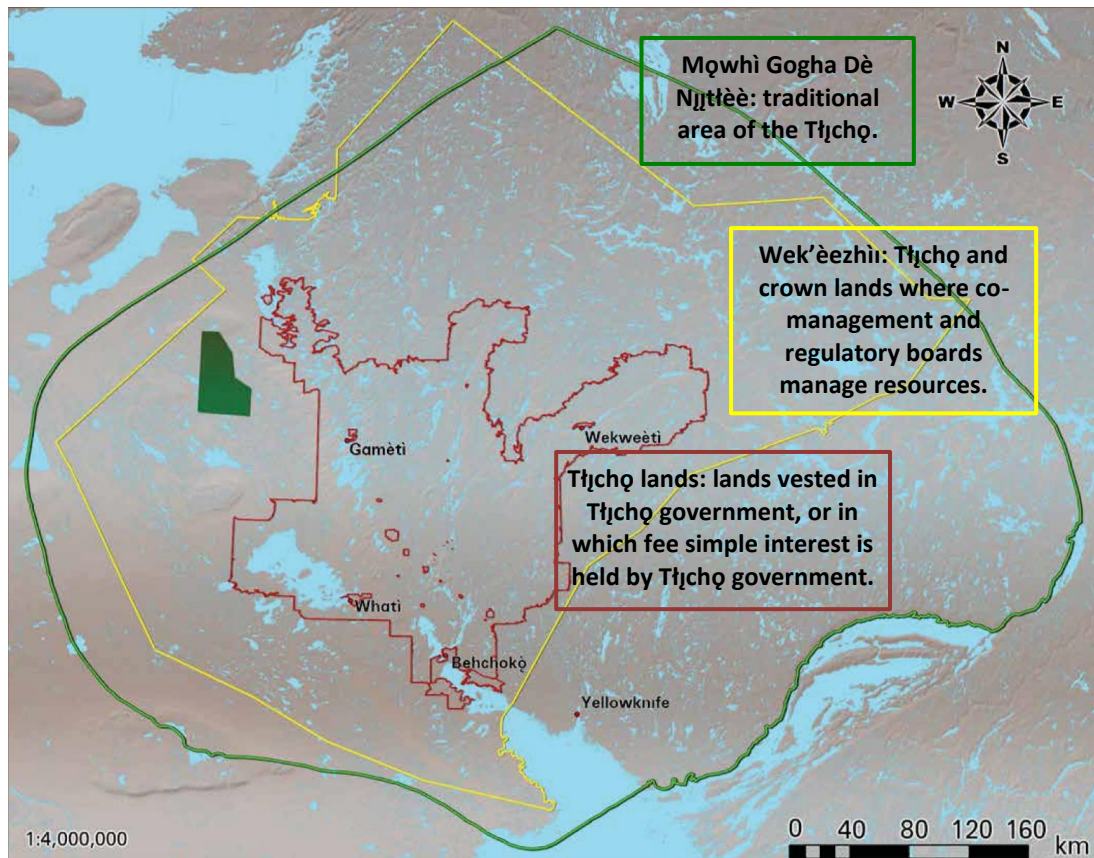 Mǫwhì Gogha Dè
Nı̨ı̨tłèè: traditional
area of the Tłı̨chǫ.
N
W
E
S
Wek’èezhìı: Tłı̨chǫ and
crown lands where co-
management and
regulatory boards
manage resources.
Gamètì
Wekweètì
Tłı̨chǫ lands: lands vested in
Tłı̨chǫ government, or in
which fee simple interest is
held by Tłı̨chǫ government.
Whatì
Behchokǫ̀
Yellowknife
1:4,000,000
0 40 80 120 160
km